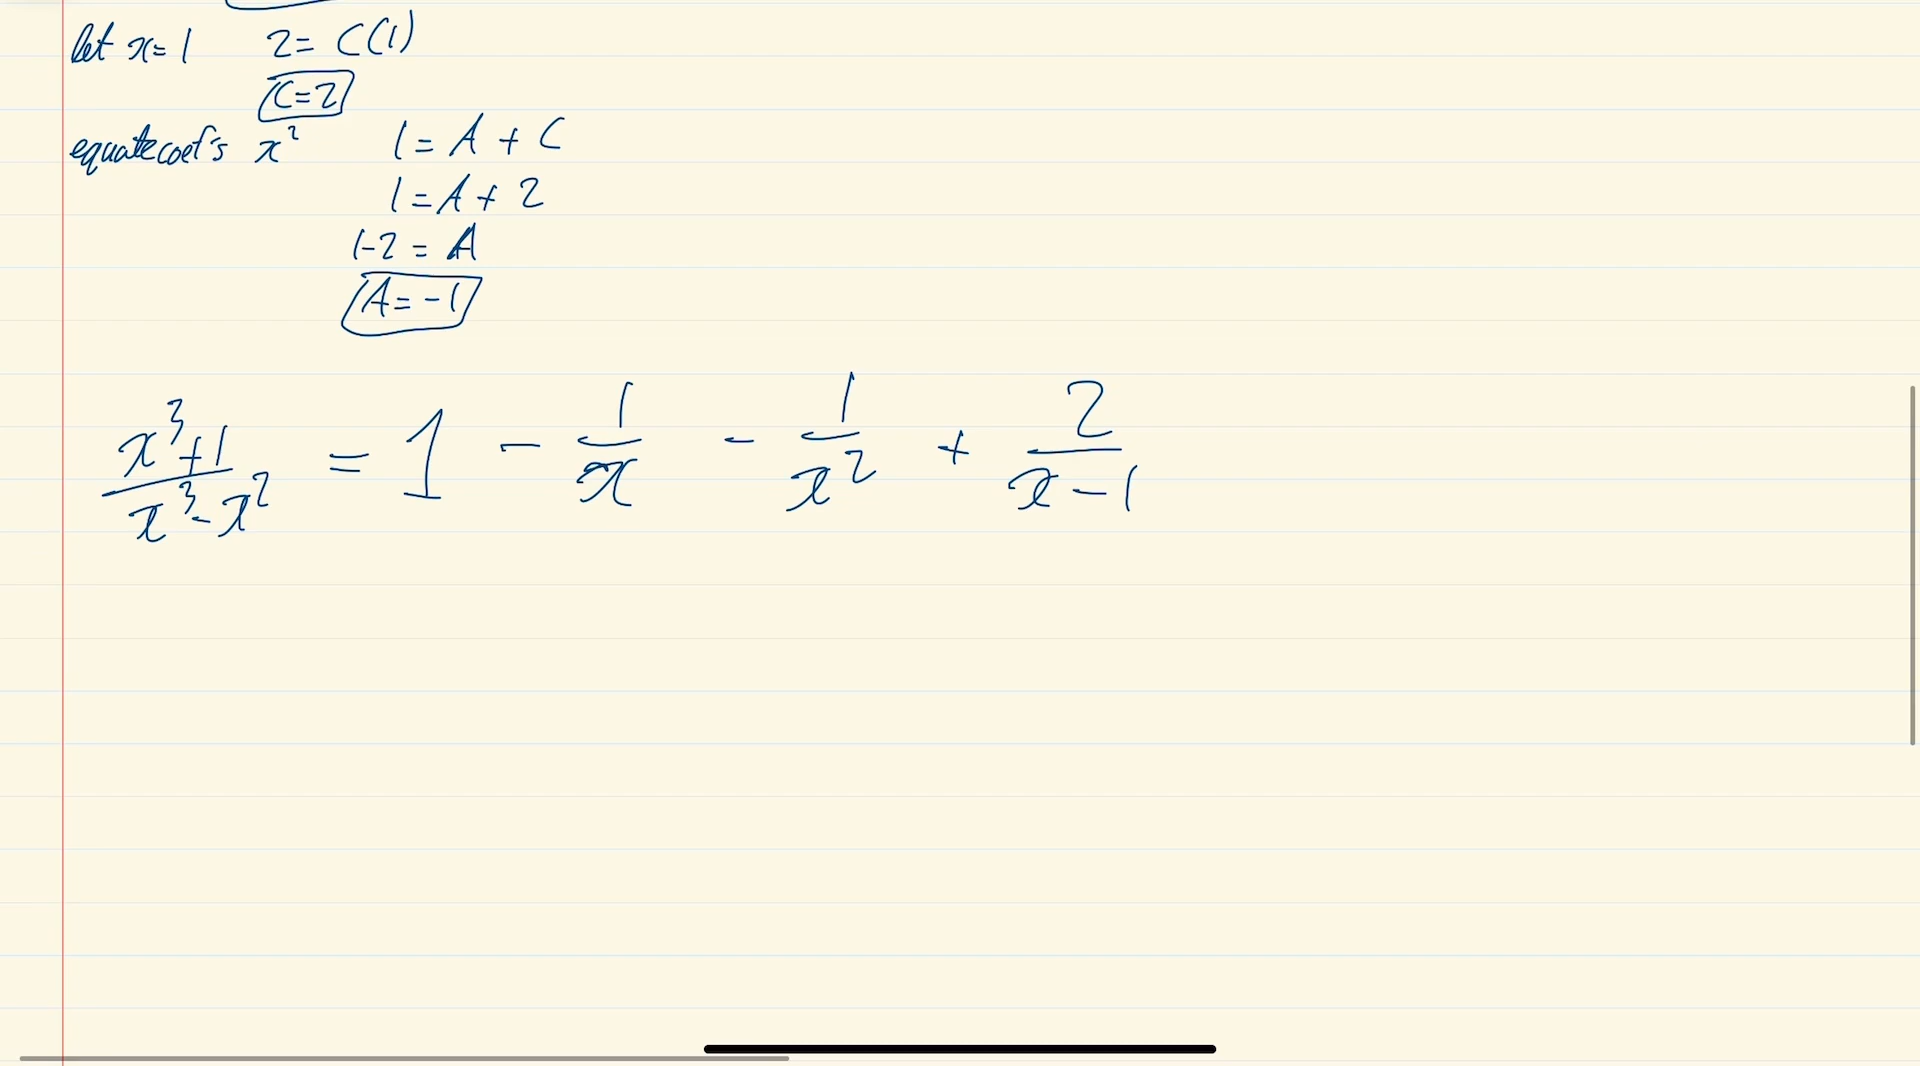 let x=1 2= C(1)
C=2
equate coef's x² 1=A+C
1=A+2
1-2=A
A=-1
x³+1/x³-x² = 1 - 1/x - 1/x² + 2/x-1